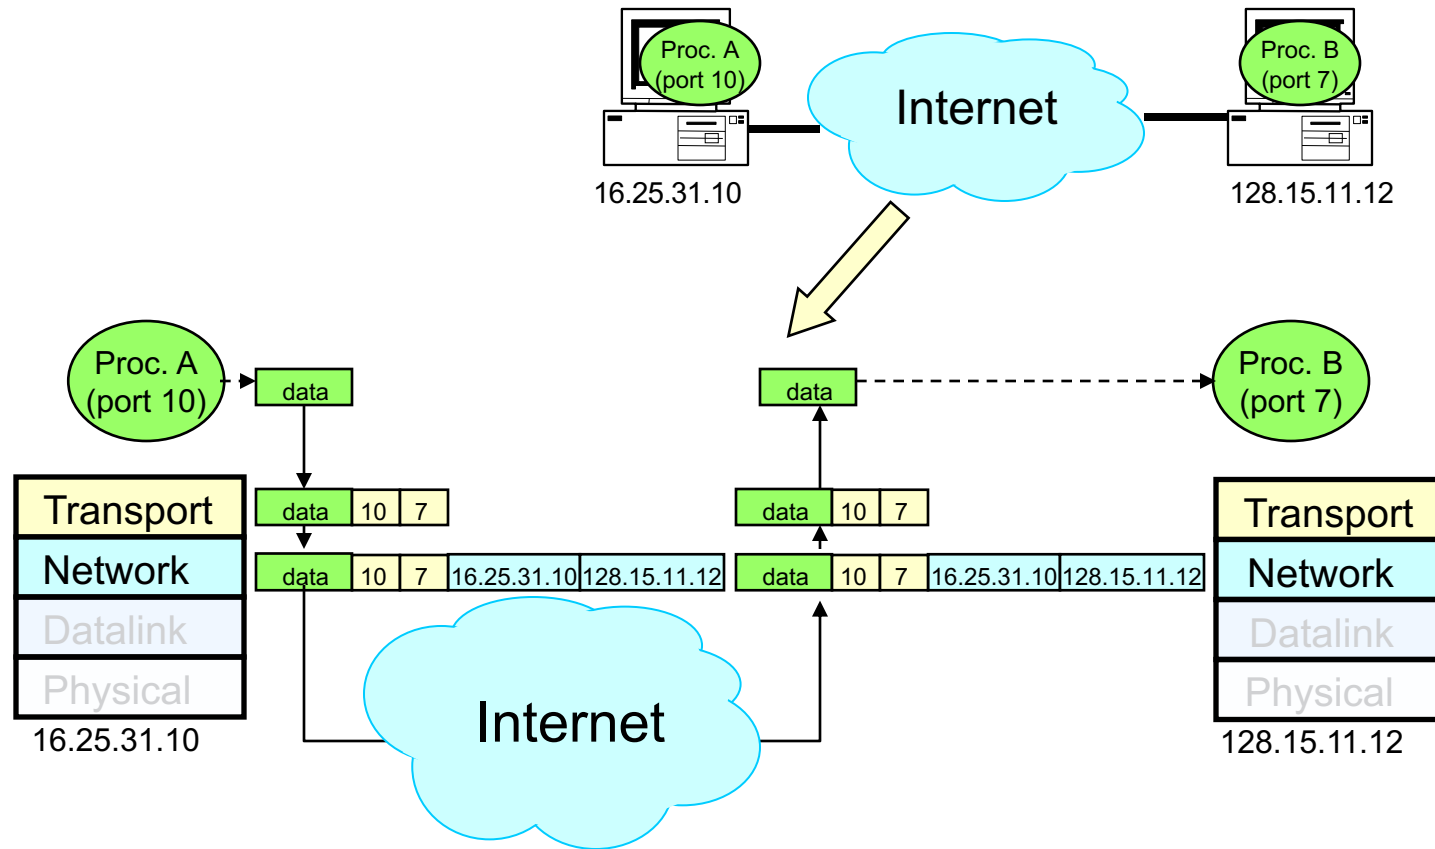 Proc. A
(port 10)
Internet
Proc. B
(port 7)
16.25.31.10
128.15.11.12
Proc. A
(port 10)
data
data
Proc. B
(port 7)
Transport
data 10 7
data 10 7
Transport
Network
data 10 7 16.25.31.10 128.15.11.12
data 10 7 16.25.31.10 128.15.11.12
Network
Datalink
Datalink
Physical
Internet
Physical
16.25.31.10
128.15.11.12